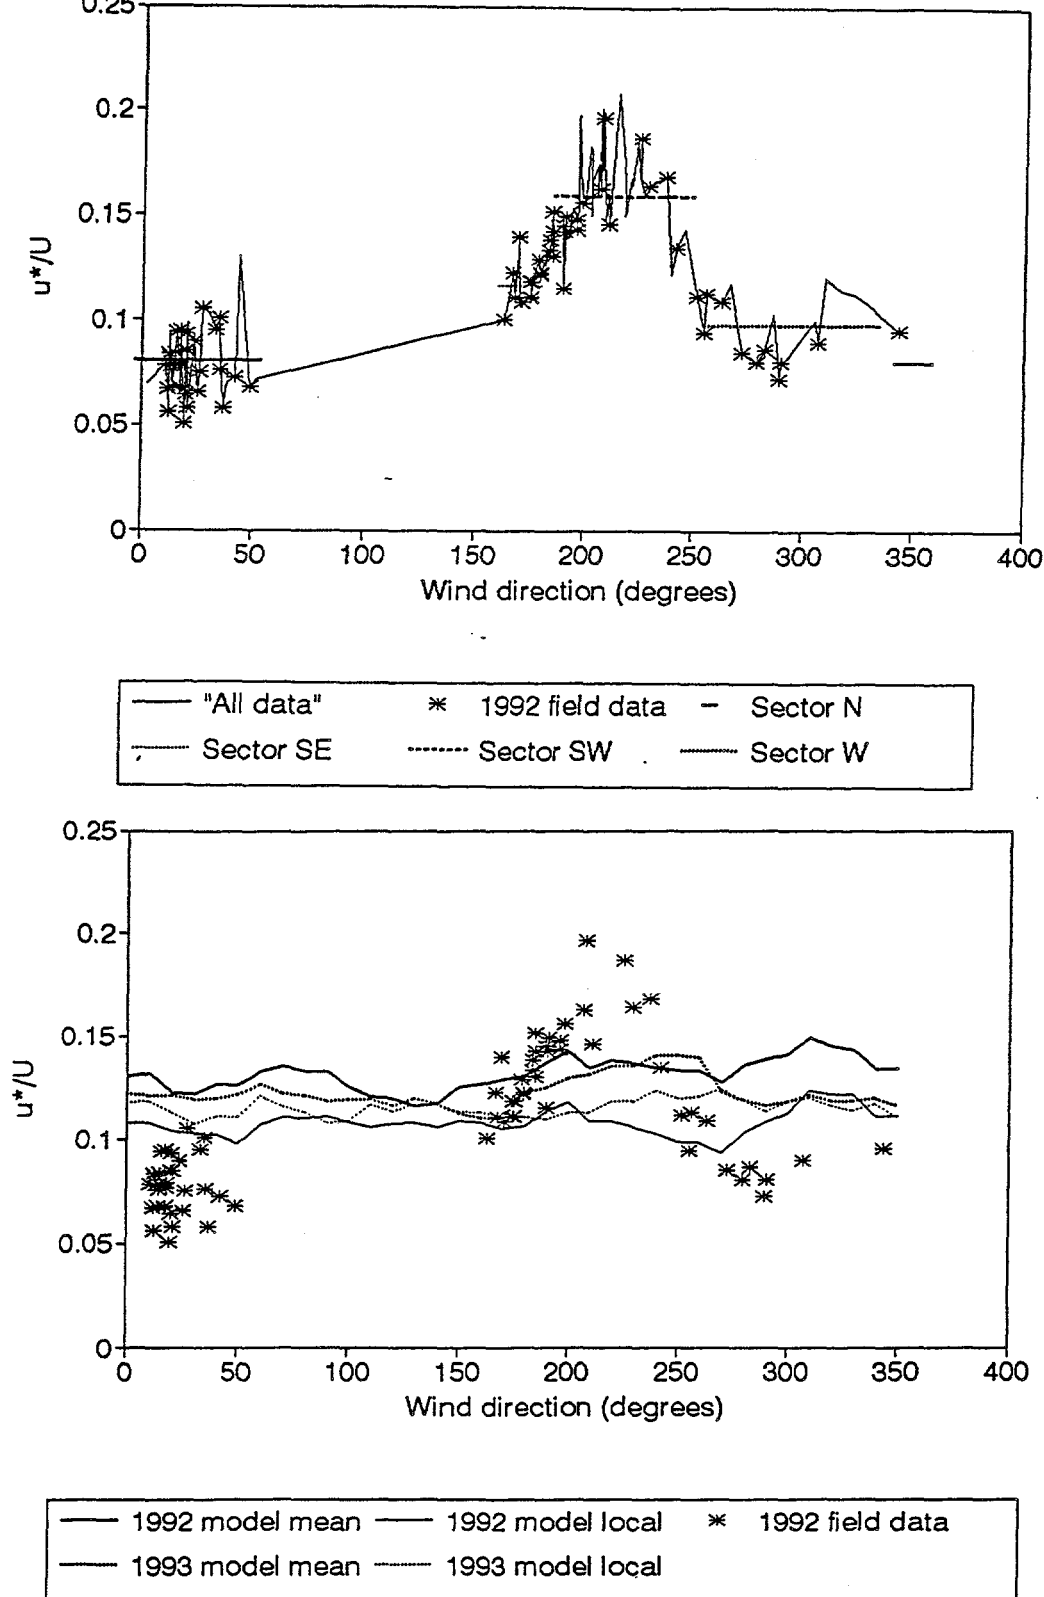 0.25
0.2
0.15
0.1
0.05
0
u*/U
0 50 100 150 200 250 300 350 400
Wind direction (degrees)
"All data" 1992 field data Sector N
Sector SE Sector SW Sector W
0.25
0.2
0.15
0.1
0.05
0
u*/U
0 50 100 150 200 250 300 350 400
Wind direction (degrees)
1992 model mean 1992 model local 1992 field data
1993 model mean 1993 model local